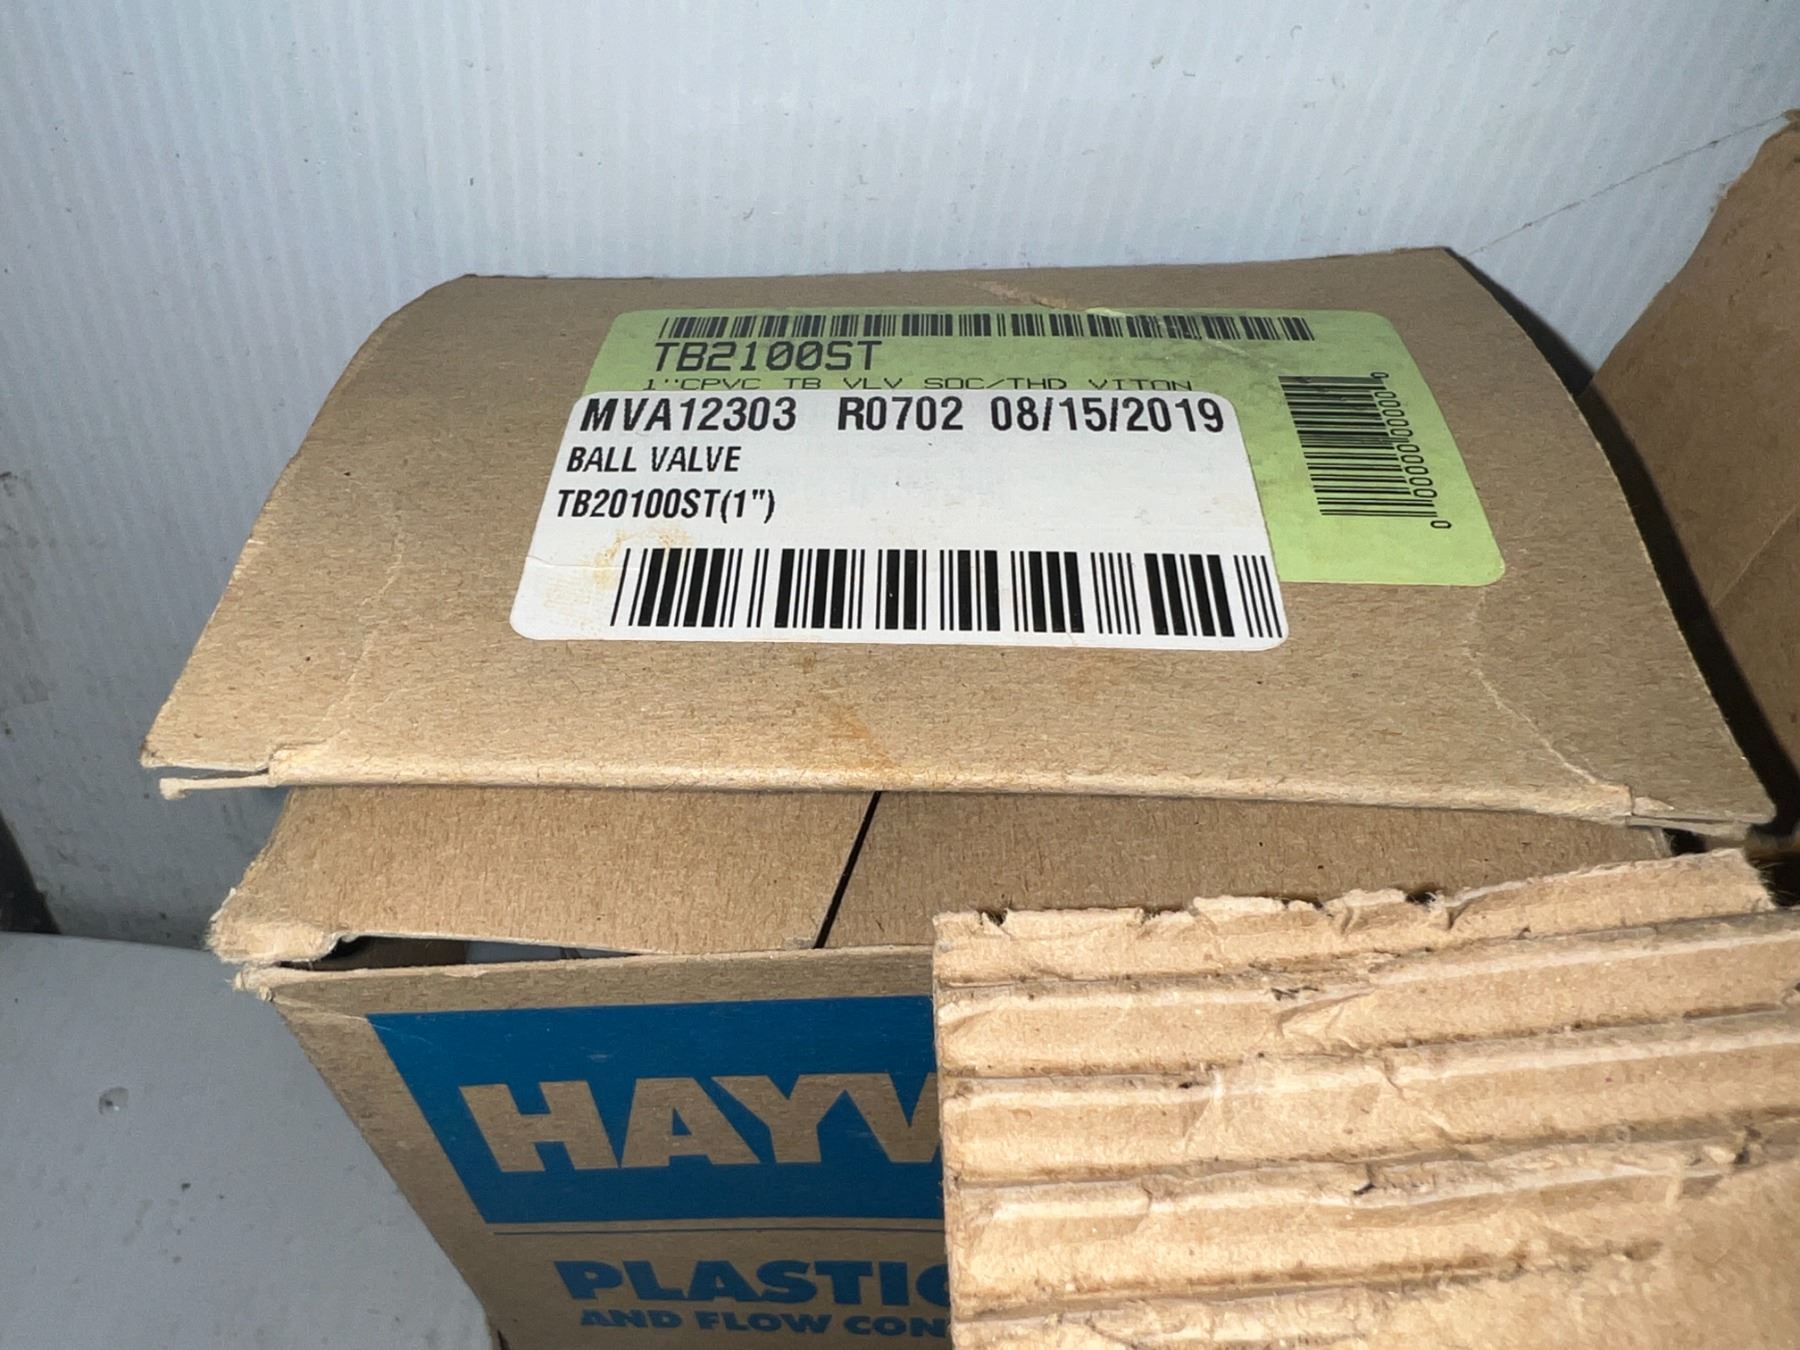 TB2100ST
1"CPVC TB VLV SOC/THD VITON
MVA12303 R0702 08/15/2019
BALL VALVE
TB20100ST(1")
HAYW
PLASTIC
AND FLOW CON